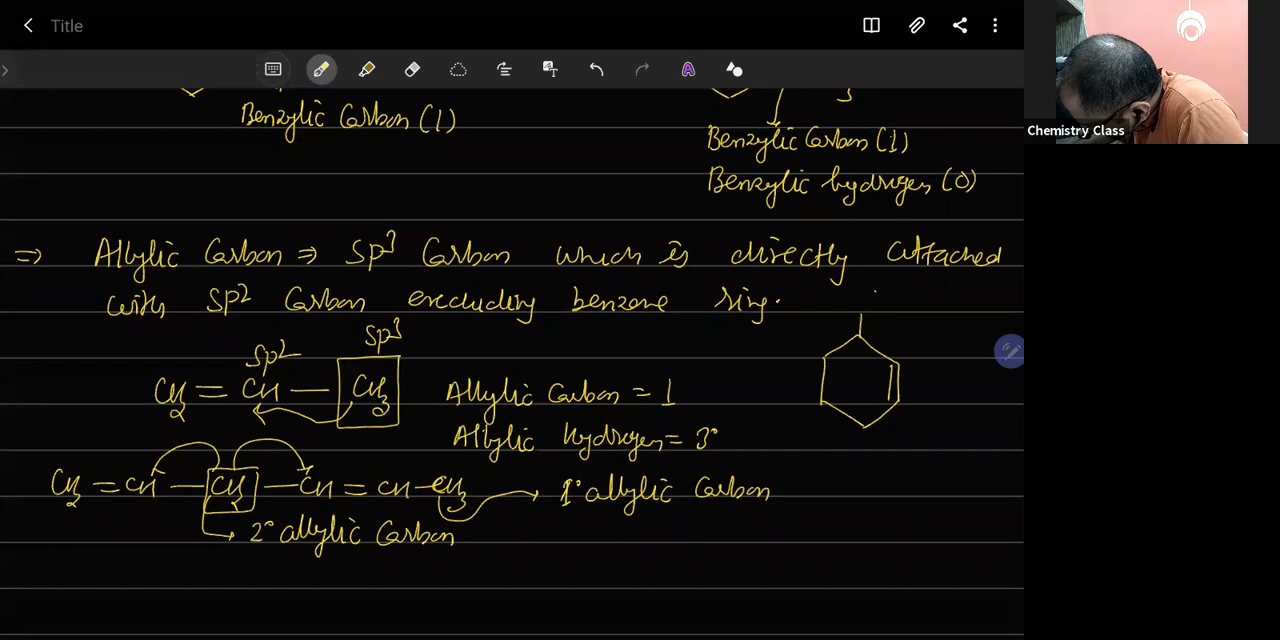 Title
Chemistry Class
Benzylic Carbon (1)
Benzylic Carbon (1)
Benzylic hydrogen (0)
⇒ Allylic Carbon ⇒ Sp³ Carbon which is directly attached
with Sp² Carbon excluding benzene ring.
Sp² Sp³
CH₂ = CH — CH₃ Allylic Carbon = 1
Allylic hydrogen = 3°
CH₂ = CH — CH₂ — CH = CH — CH₃ → 1° allylic Carbon
→ 2° allylic Carbon